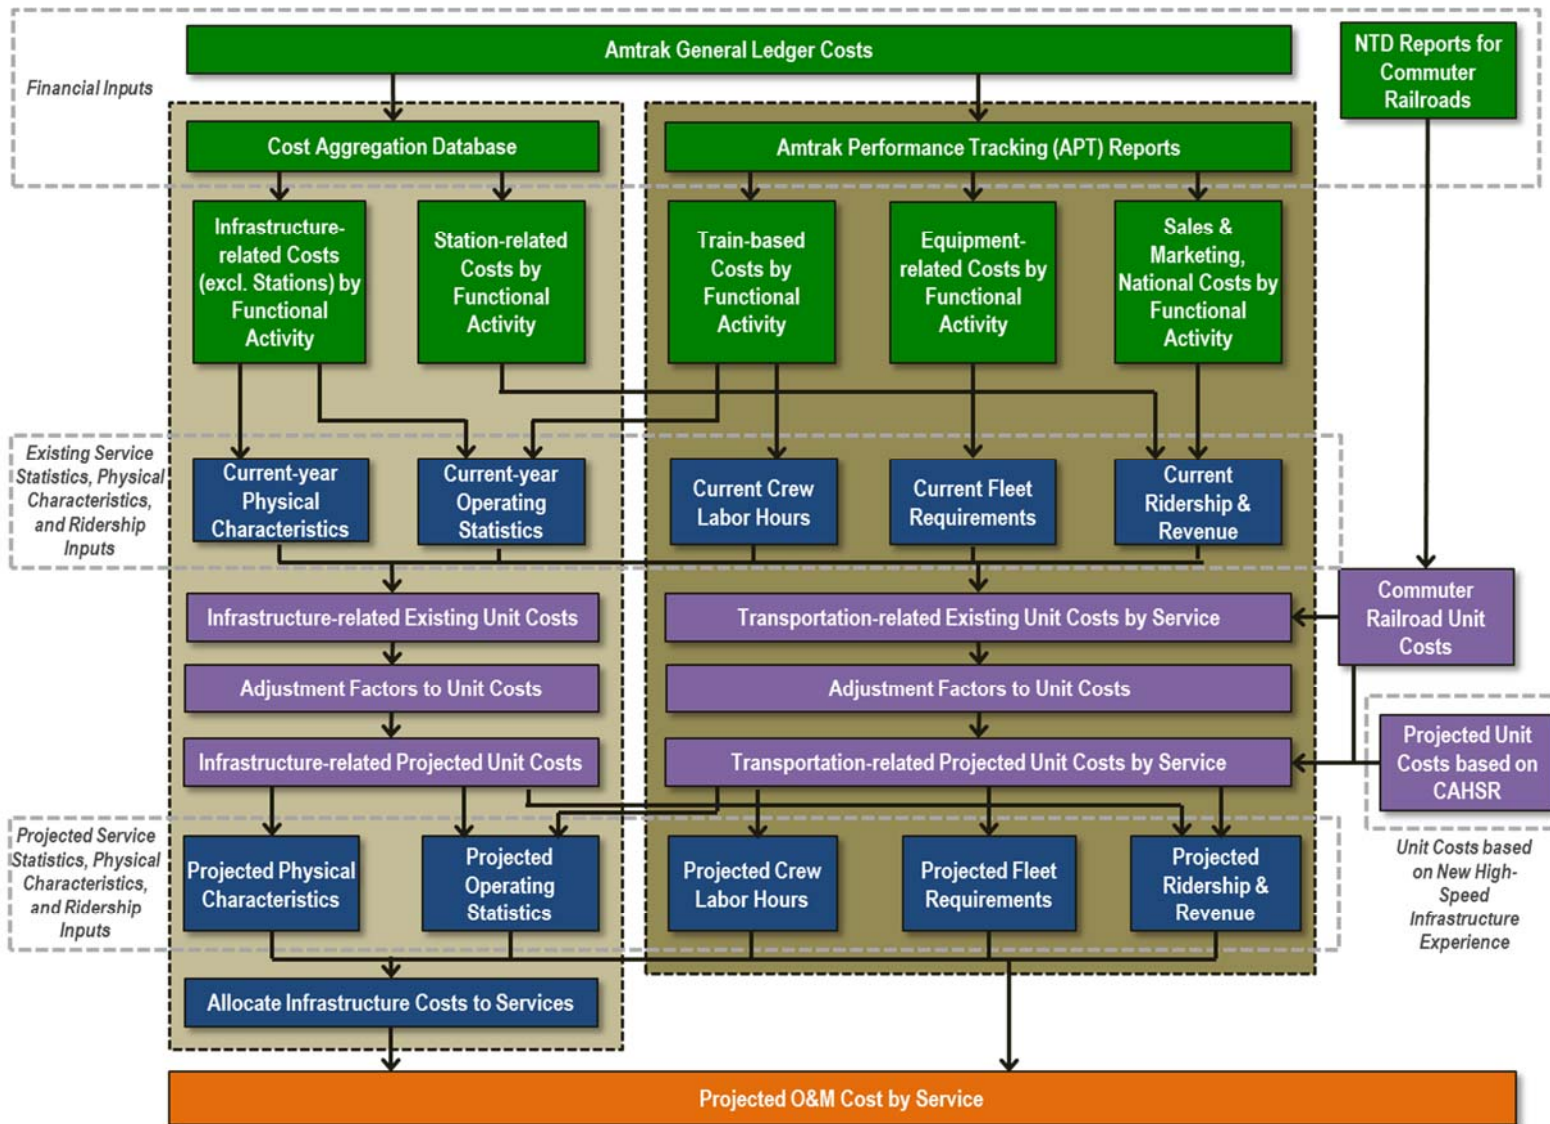 Amtrak General Ledger Costs
NTD Reports for
Commuter
Railroads
Financial Inputs
Cost Aggregation Database
Amtrak Performance Tracking (APT) Reports
Infrastructure-
related Costs
(excl. Stations) by
Functional
Activity
Station-related
Costs by
Functional
Activity
Train-based
Costs by
Functional
Activity
Equipment-
related Costs by
Functional
Activity
Sales &
Marketing,
National Costs by
Functional
Activity
Existing Service
Statistics, Physical
Characteristics,
and Ridership
Inputs
Current-year
Physical
Characteristics
Current-year
Operating
Statistics
Current Crew
Labor Hours
Current Fleet
Requirements
Current
Ridership &
Revenue
Infrastructure-related Existing Unit Costs
Transportation-related Existing Unit Costs by Service
Commuter
Railroad Unit
Costs
Adjustment Factors to Unit Costs
Adjustment Factors to Unit Costs
Infrastructure-related Projected Unit Costs
Transportation-related Projected Unit Costs by Service
Projected Unit
Costs based on
CAHSR
Projected Service
Statistics, Physical
Characteristics,
and Ridership
Inputs
Projected Physical
Characteristics
Projected
Operating
Statistics
Projected Crew
Labor Hours
Projected Fleet
Requirements
Projected
Ridership &
Revenue
Unit Costs based
on New High-
Speed
Infrastructure
Experience
Allocate Infrastructure Costs to Services
Projected O&M Cost by Service